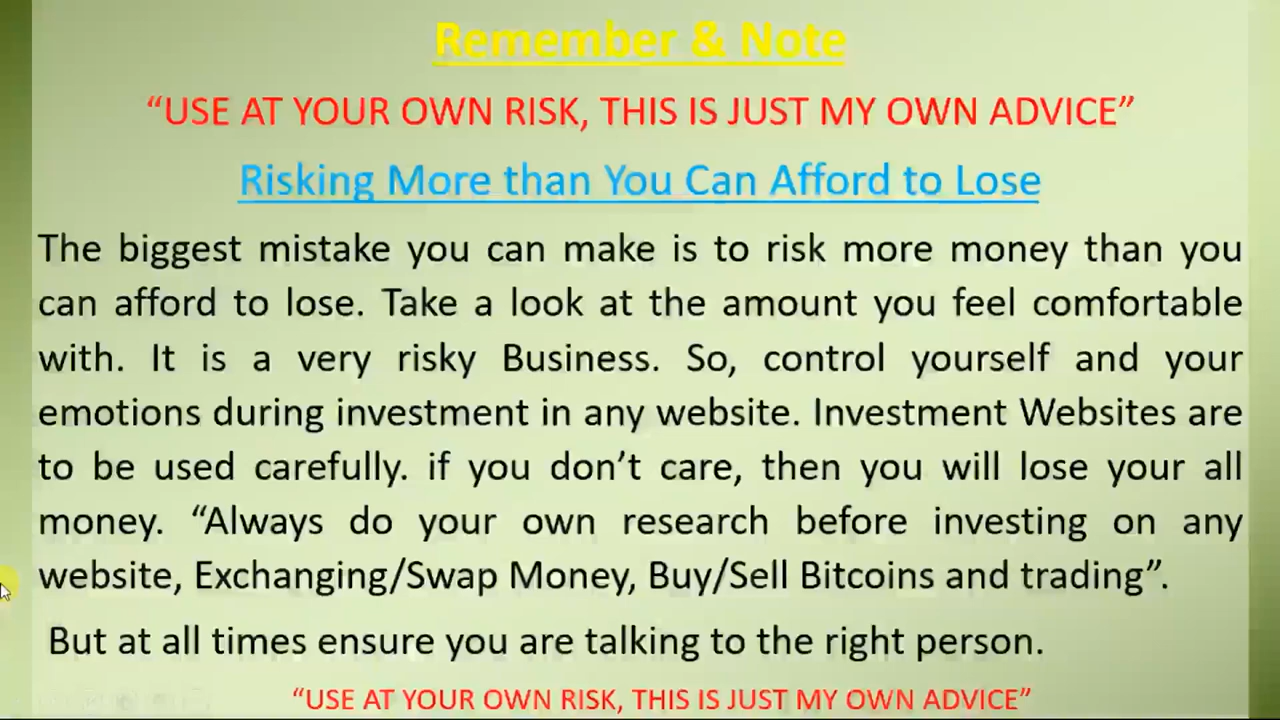 Remember & Note
“USE AT YOUR OWN RISK, THIS IS JUST MY OWN ADVICE”
Risking More than You Can Afford to Lose
The biggest mistake you can make is to risk more money than you
can afford to lose. Take a look at the amount you feel comfortable
with. It is a very risky Business. So, control yourself and your
emotions during investment in any website. Investment Websites are
to be used carefully. if you don’t care, then you will lose your all
money. “Always do your own research before investing on any
website, Exchanging/Swap Money, Buy/Sell Bitcoins and trading”.
But at all times ensure you are talking to the right person.
“USE AT YOUR OWN RISK, THIS IS JUST MY OWN ADVICE”